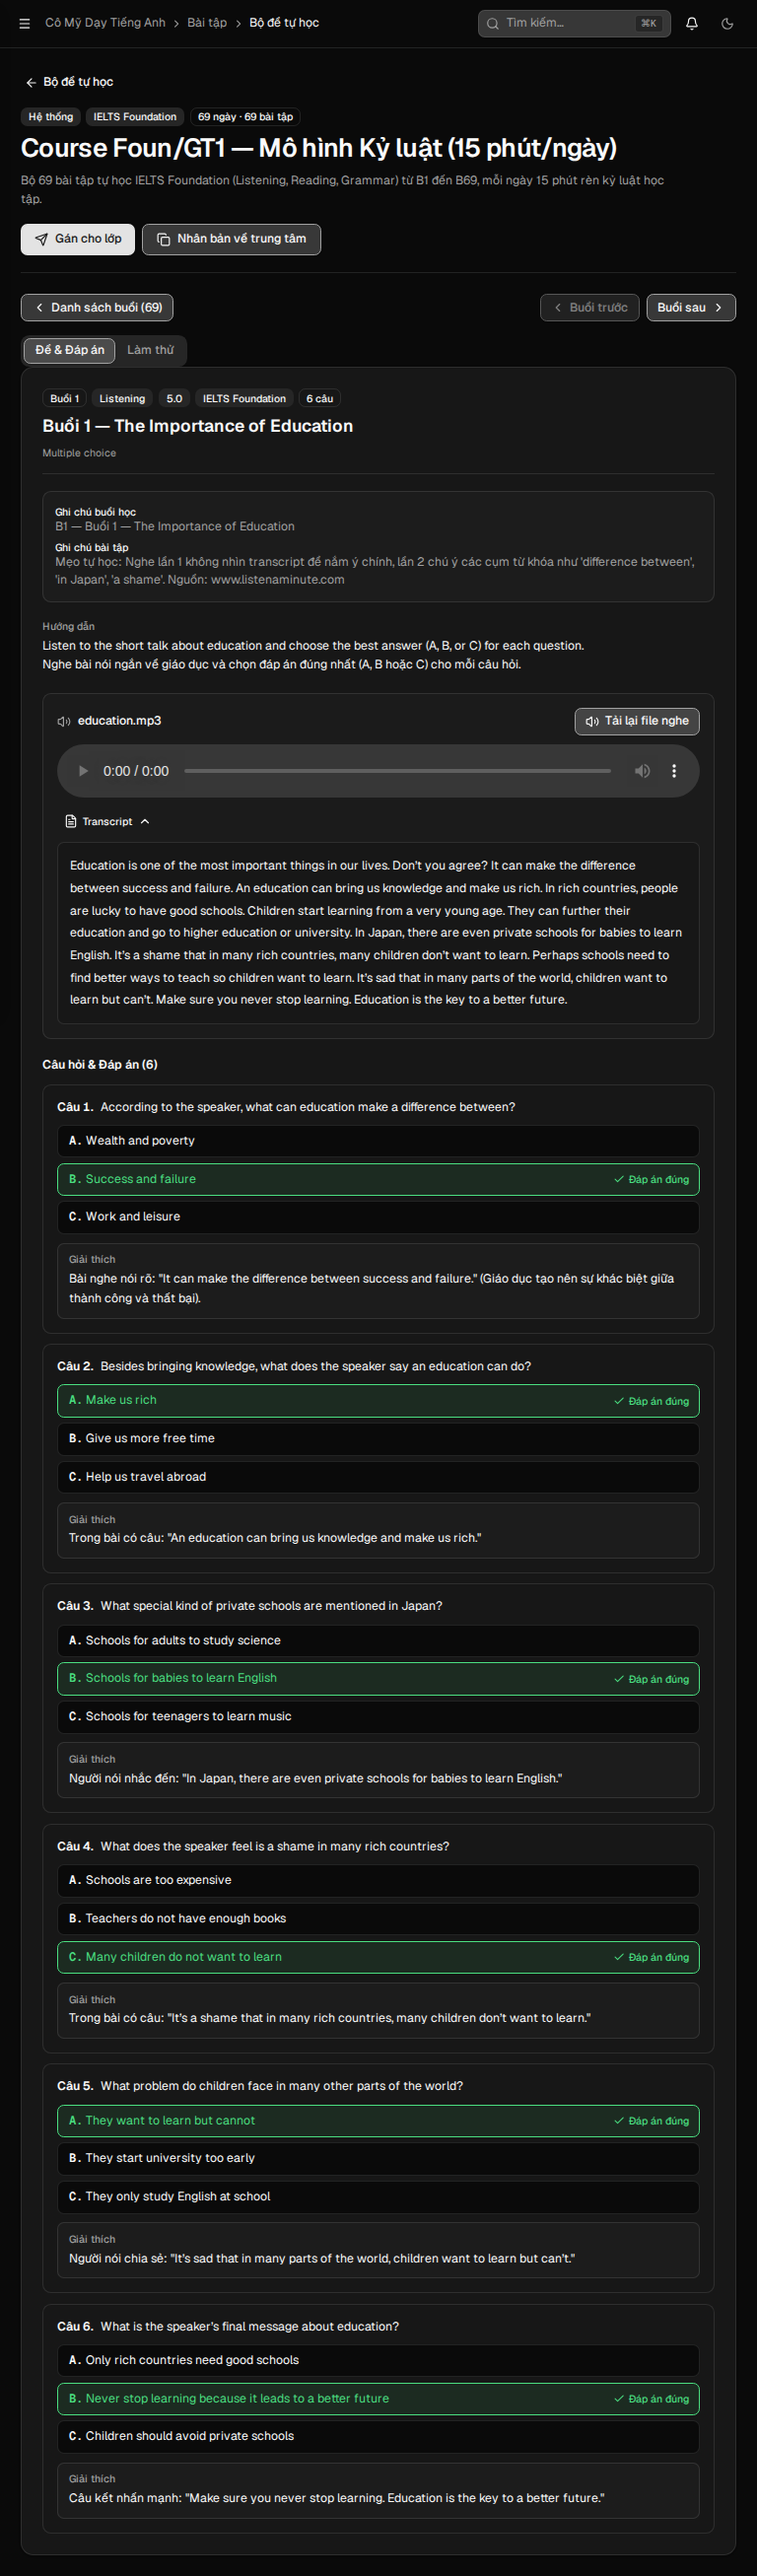 Cô Mỹ Dạy Tiếng Anh > Bài tập > Bộ đề tự học
Tìm kiếm... ⌘K
Bộ đề tự học
Hệ thống IELTS Foundation 69 ngày · 69 bài tập
Course Foun/GT1 — Mô hình Kỷ luật (15 phút/ngày)
Bộ 69 bài tập tự học IELTS Foundation (Listening, Reading, Grammar) từ B1 đến B69, mỗi ngày 15 phút rèn kỷ luật học
tập.
Gán cho lớp Nhân bản về trung tâm
Danh sách buổi (69) Buổi trước Buổi sau
Đề & Đáp án Làm thử
Buổi 1 Listening 5.0 IELTS Foundation 6 câu
Buổi 1 — The Importance of Education
Multiple choice
Ghi chú buổi học
B1 — Buổi 1 — The Importance of Education
Ghi chú bài tập
Mẹo tự học: Nghe lần 1 không nhìn transcript để nắm ý chính, lần 2 chú ý các cụm từ khóa như 'difference between',
'in Japan', 'a shame'. Nguồn: www.listenaminute.com
Hướng dẫn
Listen to the short talk about education and choose the best answer (A, B, or C) for each question.
Nghe bài nói ngắn về giáo dục và chọn đáp án đúng nhất (A, B hoặc C) cho mỗi câu hỏi.
education.mp3 Tải lại file nghe
0:00 / 0:00
Transcript
Education is one of the most important things in our lives. Don't you agree? It can make the difference
between success and failure. An education can bring us knowledge and make us rich. In rich countries, people
are lucky to have good schools. Children start learning from a very young age. They can further their
education and go to higher education or university. In Japan, there are even private schools for babies to learn
English. It's a shame that in many rich countries, many children don't want to learn. Perhaps schools need to
find better ways to teach so children want to learn. It's sad that in many parts of the world, children want to
learn but can't. Make sure you never stop learning. Education is the key to a better future.
Câu hỏi & Đáp án (6)
Câu 1. According to the speaker, what can education make a difference between?
A. Wealth and poverty
B. Success and failure Đáp án đúng
C. Work and leisure
Giải thích
Bài nghe nói rõ: "It can make the difference between success and failure." (Giáo dục tạo nên sự khác biệt giữa
thành công và thất bại).
Câu 2. Besides bringing knowledge, what does the speaker say an education can do?
A. Make us rich Đáp án đúng
B. Give us more free time
C. Help us travel abroad
Giải thích
Trong bài có câu: "An education can bring us knowledge and make us rich."
Câu 3. What special kind of private schools are mentioned in Japan?
A. Schools for adults to study science
B. Schools for babies to learn English Đáp án đúng
C. Schools for teenagers to learn music
Giải thích
Người nói nhắc đến: "In Japan, there are even private schools for babies to learn English."
Câu 4. What does the speaker feel is a shame in many rich countries?
A. Schools are too expensive
B. Teachers do not have enough books
C. Many children do not want to learn Đáp án đúng
Giải thích
Trong bài có câu: "It's a shame that in many rich countries, many children don't want to learn."
Câu 5. What problem do children face in many other parts of the world?
A. They want to learn but cannot Đáp án đúng
B. They start university too early
C. They only study English at school
Giải thích
Người nói chia sẻ: "It's sad that in many parts of the world, children want to learn but can't."
Câu 6. What is the speaker's final message about education?
A. Only rich countries need good schools
B. Never stop learning because it leads to a better future Đáp án đúng
C. Children should avoid private schools
Giải thích
Câu kết nhấn mạnh: "Make sure you never stop learning. Education is the key to a better future."